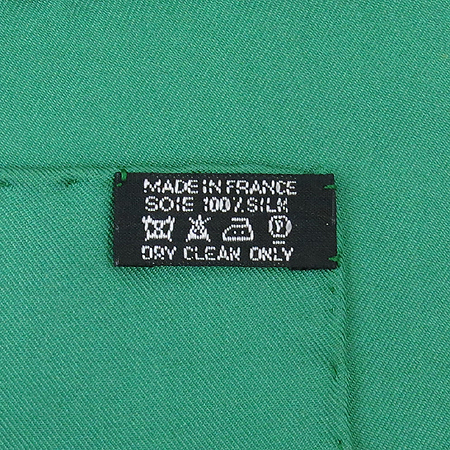 MADE IN FRANCE
SOIE 100% SILK
P
DRY CLEAN ONLY